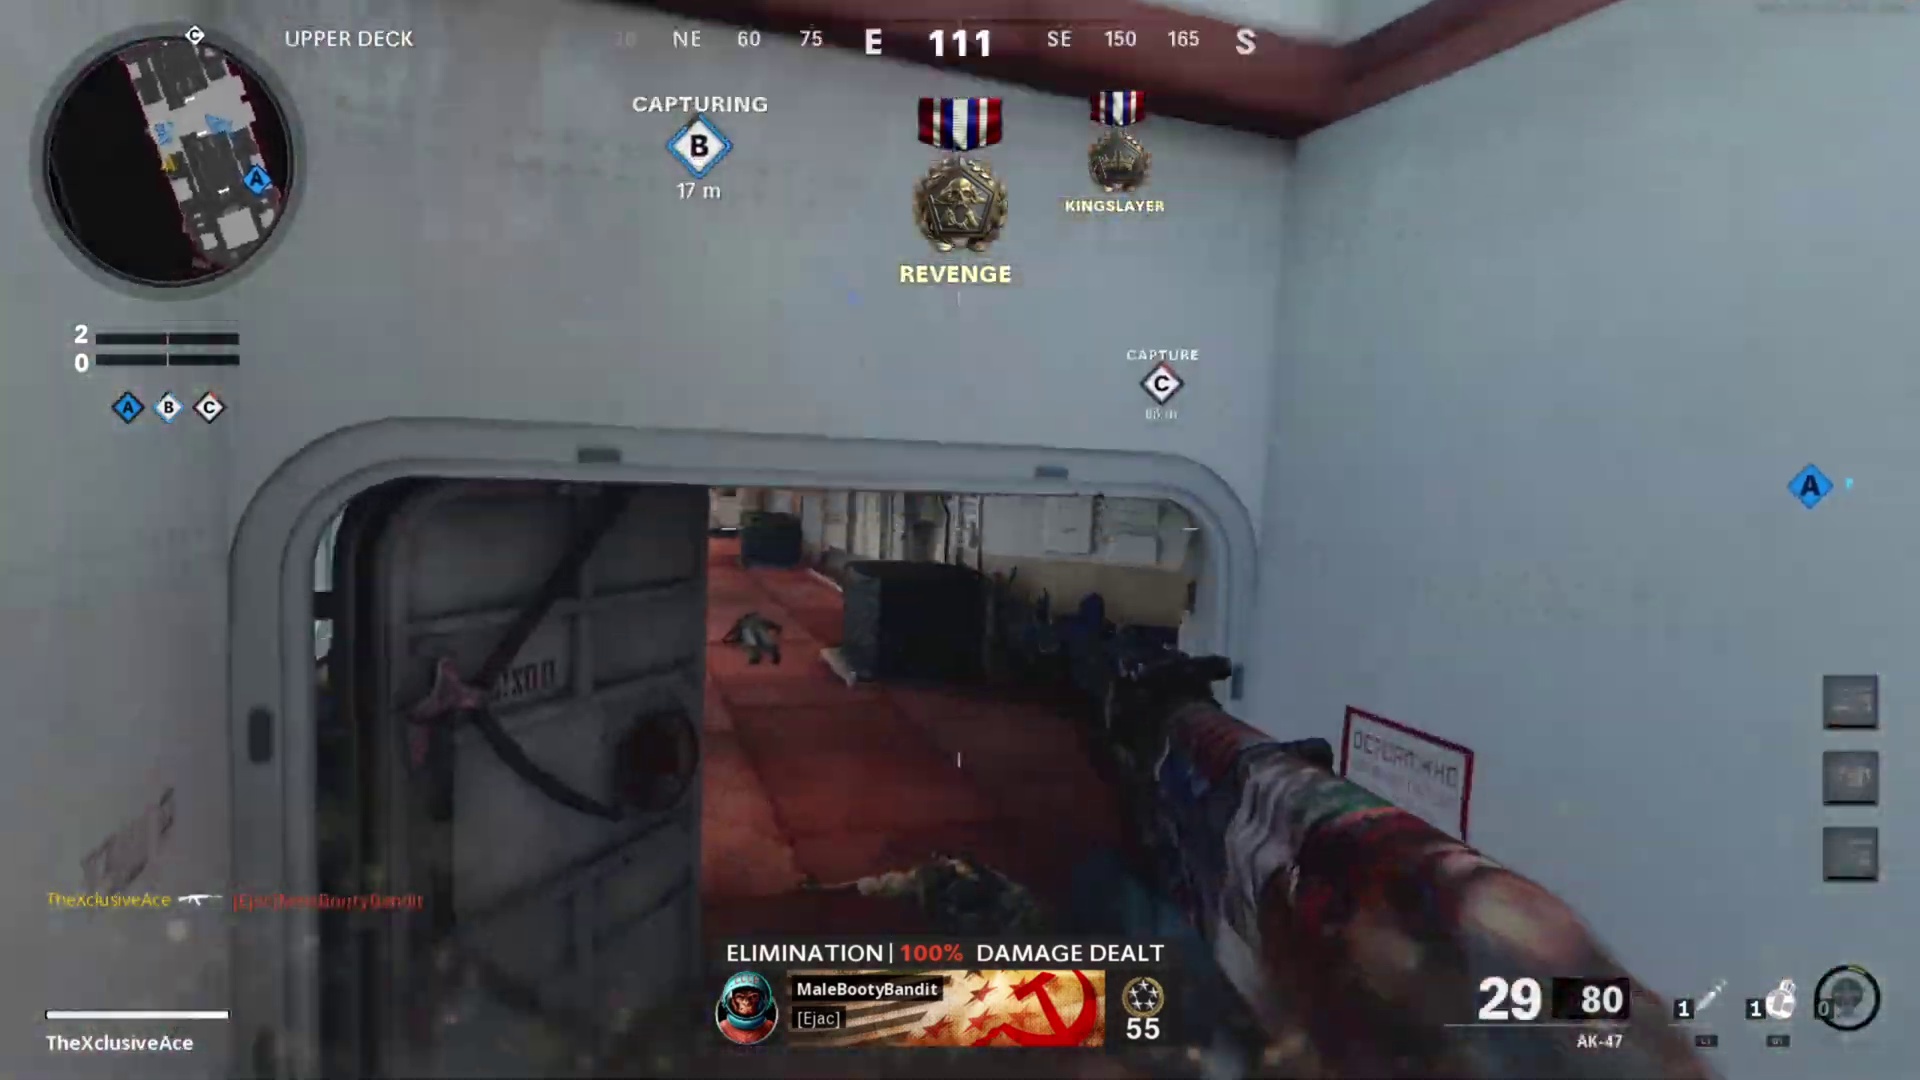 C
UPPER DECK
NE 60 75 E 111 SE 150 165 S
CAPTURING
B
17 m
KINGSLAYER
REVENGE
A
2
0
CAPTURE
C
A B C
A
TheXclusiveAce
ELIMINATION | 100% DAMAGE DEALT
MaleBootyBandit
[Ejac]
55
29 80
1
1
0
AK-47
TheXclusiveAce